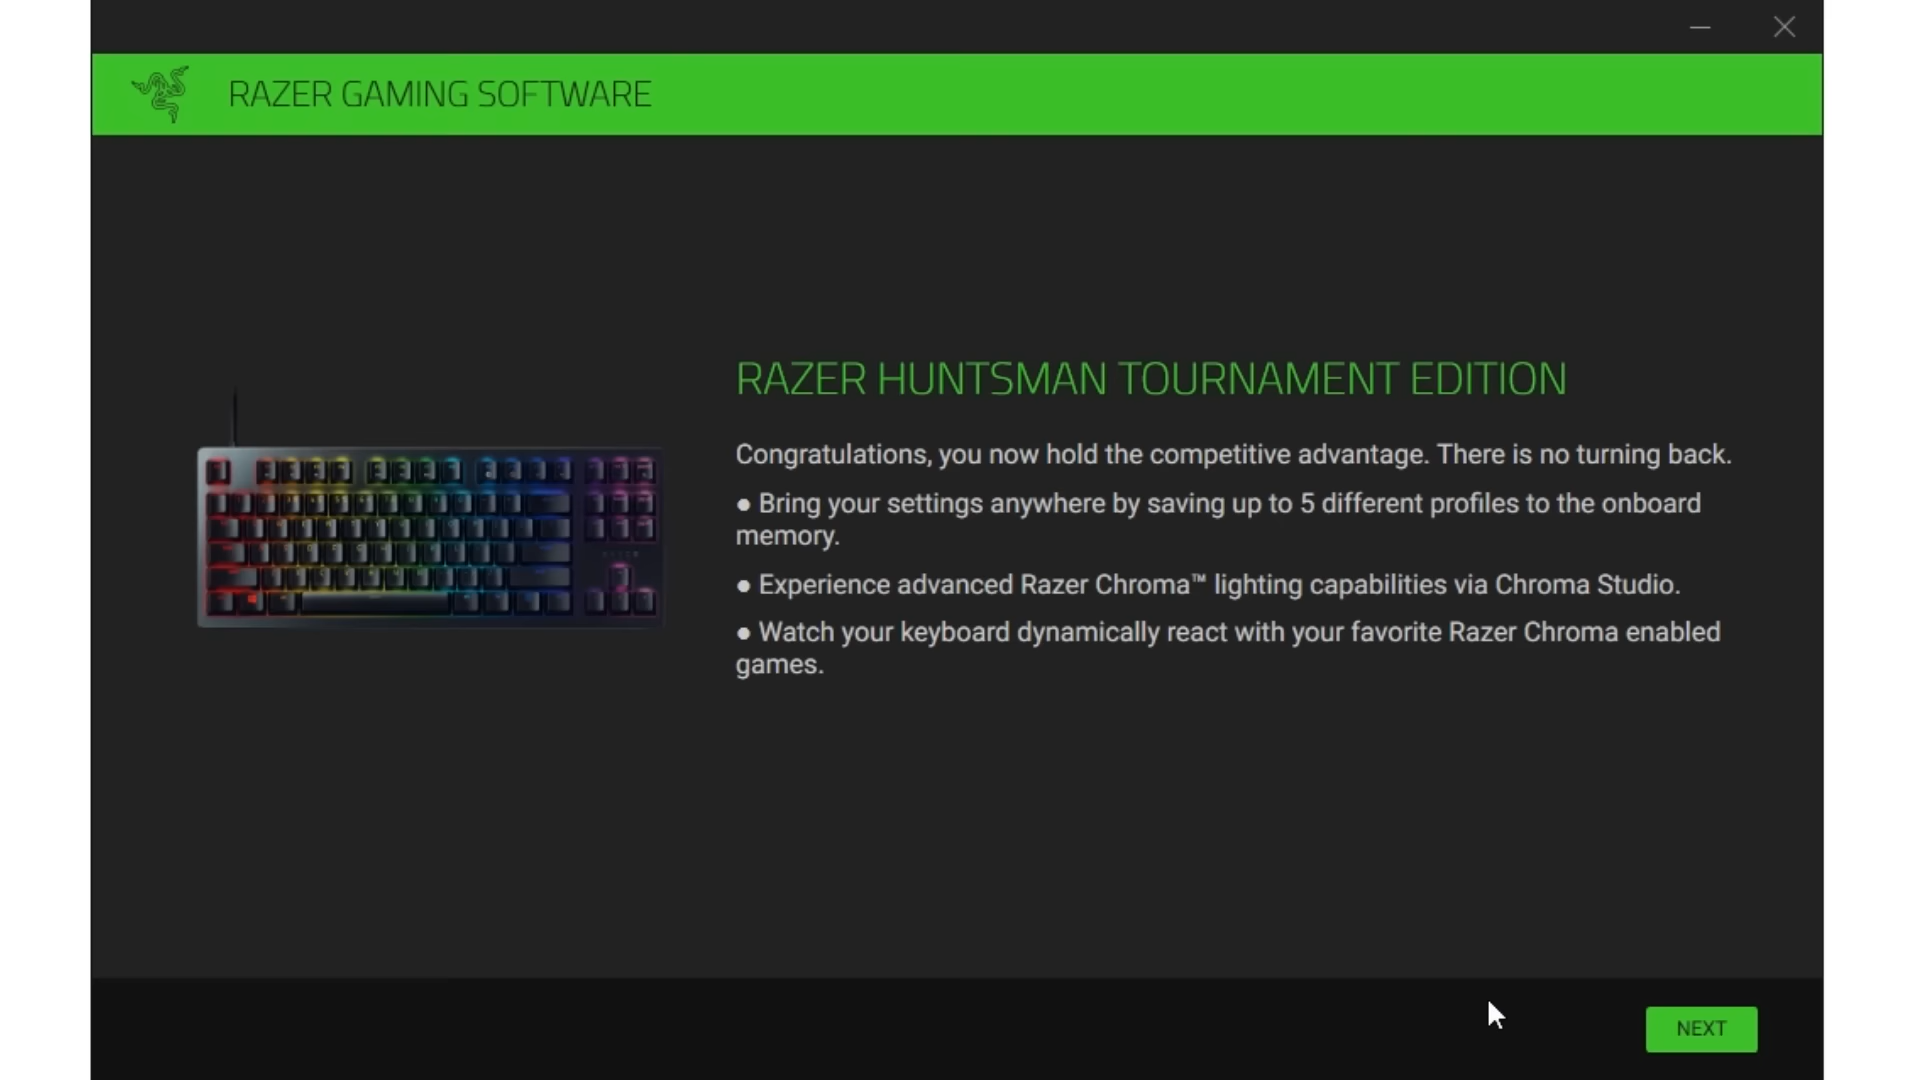 RAZER GAMING SOFTWARE
RAZER HUNTSMAN TOURNAMENT EDITION
Congratulations, you now hold the competitive advantage. There is no turning back.
● Bring your settings anywhere by saving up to 5 different profiles to the onboard
memory.
● Experience advanced Razer Chroma™ lighting capabilities via Chroma Studio.
● Watch your keyboard dynamically react with your favorite Razer Chroma enabled
games.
NEXT